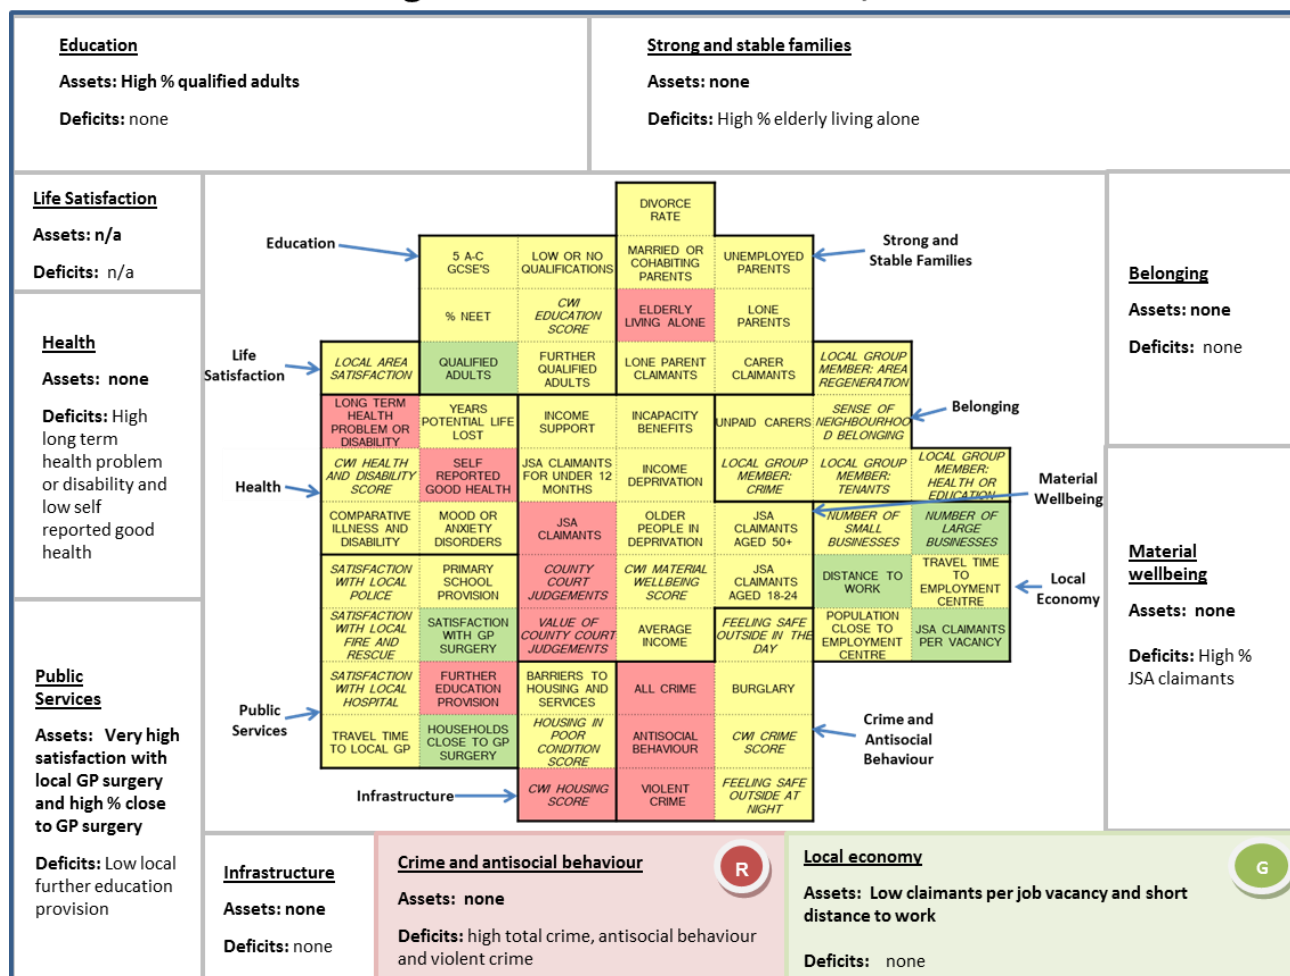 Education
Assets: High % qualified adults
Deficits: none
Strong and stable families
Assets: none
Deficits: High % elderly living alone
Life Satisfaction
Assets: n/a
Deficits: n/a
Health
Assets: none
Deficits: High
long term
health problem
or disability and
low self
reported good
health
Public
Services
Assets: Very high
satisfaction with
local GP surgery
and high % close
to GP surgery
Deficits: Low local
further education
provision
Education
Life
Satisfaction
Health
Public
Services
Infrastructure
DIVORCE
RATE
5 A-C
GCSE'S
LOW OR NO
QUALIFICATIONS
MARRIED OR
COHABITING
PARENTS
UNEMPLOYED
PARENTS
% NEET
CWI
EDUCATION
SCORE
ELDERLY
LIVING ALONE
LONE
PARENTS
LOCAL AREA
SATISFACTION
QUALIFIED
ADULTS
FURTHER
QUALIFIED
ADULTS
LONE PARENT
CLAIMANTS
CARER
CLAIMANTS
LOCAL GROUP
MEMBER: AREA
REGENERATION
LONG TERM
HEALTH
PROBLEM OR
DISABILITY
YEARS
POTENTIAL LIFE
LOST
INCOME
SUPPORT
INCAPACITY
BENEFITS
UNPAID CARERS
SENSE OF
NEIGHBOURHOO
D BELONGING
CWI HEALTH
AND DISABILITY
SCORE
SELF
REPORTED
GOOD HEALTH
JSA CLAIMANTS
FOR UNDER 12
MONTHS
INCOME
DEPRIVATION
LOCAL GROUP
MEMBER:
CRIME
LOCAL GROUP
MEMBER:
TENANTS
LOCAL GROUP
MEMBER:
HEALTH OR
EDUCATION
COMPARATIVE
ILLNESS AND
DISABILITY
MOOD OR
ANXIETY
DISORDERS
JSA
CLAIMANTS
OLDER
PEOPLE IN
DEPRIVATION
JSA
CLAIMANTS
AGED 50+
NUMBER OF
SMALL
BUSINESSES
NUMBER OF
LARGE
BUSINESSES
SATISFACTION
WITH LOCAL
POLICE
PRIMARY
SCHOOL
PROVISION
COUNTY
COURT
JUDGEMENTS
CWI MATERIAL
WELLBEING
SCORE
JSA
CLAIMANTS
AGED 18-24
DISTANCE TO
WORK
TRAVEL TIME
TO
EMPLOYMENT
CENTRE
SATISFACTION
WITH LOCAL
FIRE AND
RESCUE
SATISFACTION
WITH GP
SURGERY
VALUE OF
COUNTY COURT
JUDGEMENTS
AVERAGE
INCOME
FEELING SAFE
OUTSIDE IN THE
DAY
POPULATION
CLOSE TO
EMPLOYMENT
CENTRE
JSA CLAIMANTS
PER VACANCY
SATISFACTION
WITH LOCAL
HOSPITAL
FURTHER
EDUCATION
PROVISION
BARRIERS TO
HOUSING AND
SERVICES
ALL CRIME
BURGLARY
TRAVEL TIME
TO LOCAL GP
HOUSEHOLDS
CLOSE TO GP
SURGERY
HOUSING IN
POOR
CONDITION
SCORE
ANTISOCIAL
BEHAVIOUR
CWI CRIME
SCORE
CWI HOUSING
SCORE
VIOLENT
CRIME
FEELING SAFE
OUTSIDE AT
NIGHT
Strong and
Stable Families
Belonging
Material
Wellbeing
Local
Economy
Crime and
Antisocial
Behaviour
Belonging
Assets: none
Deficits: none
Material
wellbeing
Assets: none
Deficits: High %
JSA claimants
Infrastructure
Assets: none
Deficits: none
Crime and antisocial behaviour
R
Assets: none
Deficits: high total crime, antisocial behaviour
and violent crime
Local economy
G
Assets: Low claimants per job vacancy and short
distance to work
Deficits: none